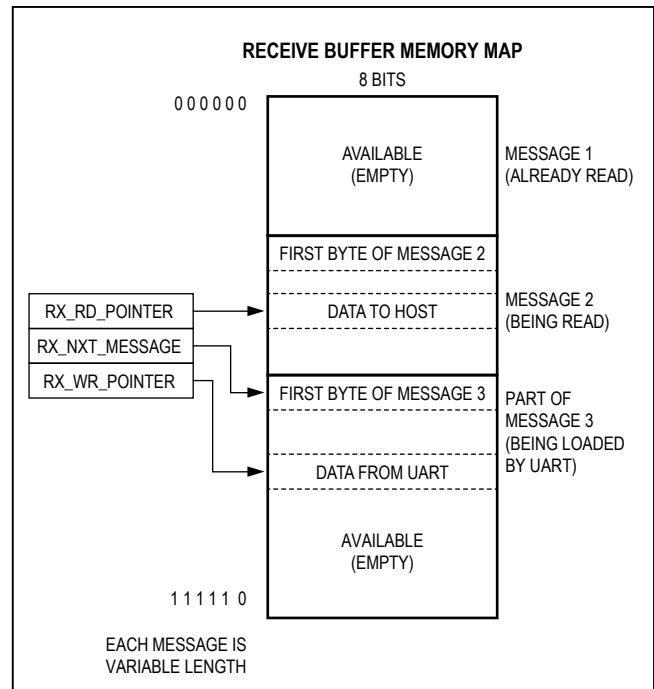 RECEIVE BUFFER MEMORY MAP
8 BITS
000000
AVAILABLE
(EMPTY)
MESSAGE 1
(ALREADY READ)
FIRST BYTE OF MESSAGE 2
RX_RD_POINTER
DATA TO HOST
MESSAGE 2
(BEING READ)
RX_NXT_MESSAGE
RX_WR_POINTER
FIRST BYTE OF MESSAGE 3
PART OF
MESSAGE 3
(BEING LOADED
BY UART)
DATA FROM UART
AVAILABLE
(EMPTY)
111110
EACH MESSAGE IS
VARIABLE LENGTH